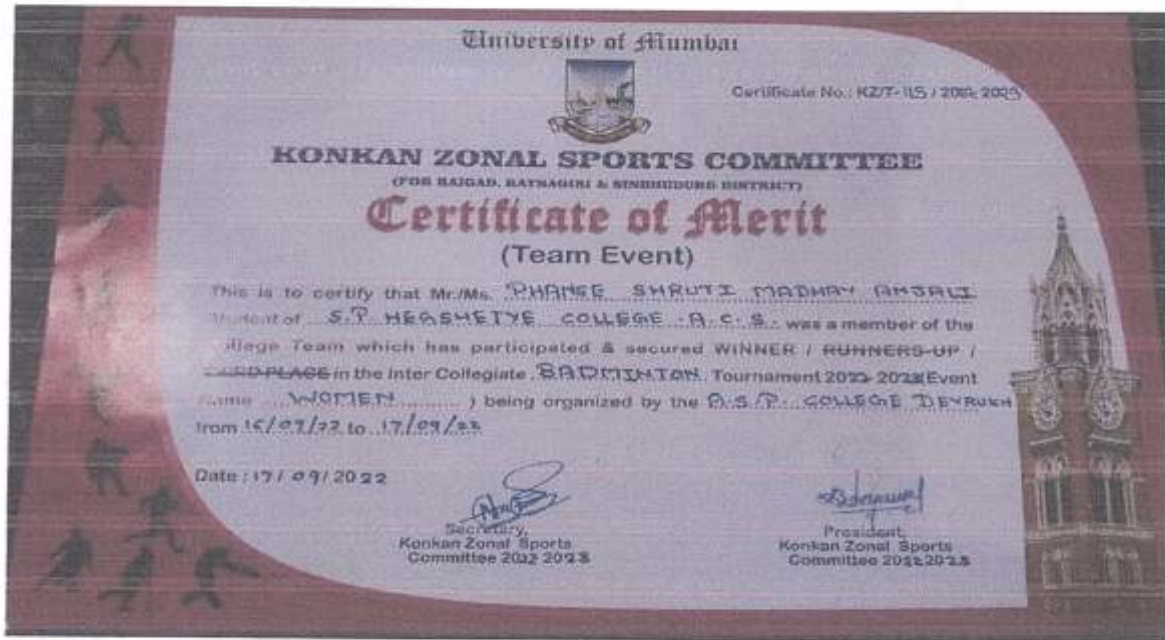 University of Mumbai
Certificate No.: KZ/T-115 / 2022-2023
KONKAN ZONAL SPORTS COMMITTEE
(FOR RAIGAD, RATNAGIRI & SINDHUDURG DISTRICT)
Certificate of Merit
(Team Event)
This is to certify that Mr./Ms. PHANSE SHRUTI MADHAV ANJALI
Student of S.P HEGSHETYE COLLEGE A.C.S. was a member of the
College Team which has participated & secured WINNER / RUNNERS-UP /
THIRD PLACE in the Inter Collegiate BADMINTON Tournament 2022-2023 (Event
Name WOMEN ) being organized by the A.S.P. COLLEGE DEVRUKH
from 16/09/22 to 17/09/22
Date : 17/09/2022
Secretary,
Konkan Zonal Sports
Committee 2022 2023
President,
Konkan Zonal Sports
Committee 2022 2023